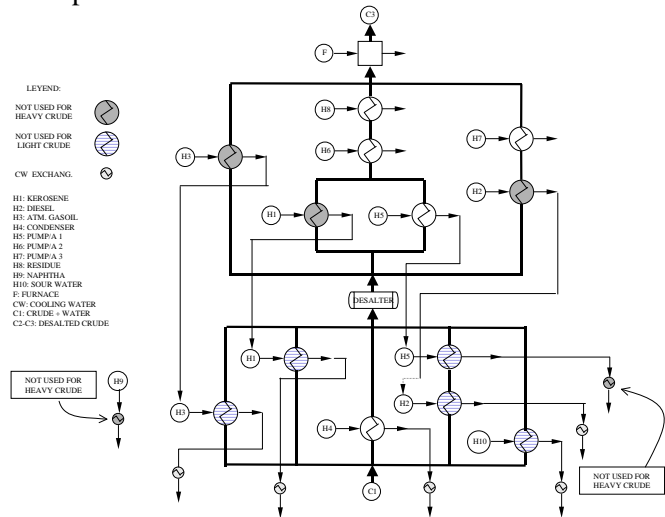 C3
F
LEYEND:
NOT USED FOR
HEAVY CRUDE
NOT USED FOR
LIGHT CRUDE
CW EXCHANG.
H1: KEROSENE
H2: DIESEL
H3: ATM. GASOIL
H4: CONDENSER
H5: PUMP/A 1
H6: PUMP/A 2
H7: PUMP/A 3
H8: RESIDUE
H9: NAPHTHA
H10: SOUR WATER
F: FURNACE
CW: COOLING WATER
C1: CRUDE + WATER
C2-C3: DESALTED CRUDE
H8
H7
H3
H6
H2
H1
H5
DESALTER
H1
H5
NOT USED FOR
HEAVY CRUDE
H9
H3
H2
H4
H10
NOT USED FOR
HEAVY CRUDE
C1